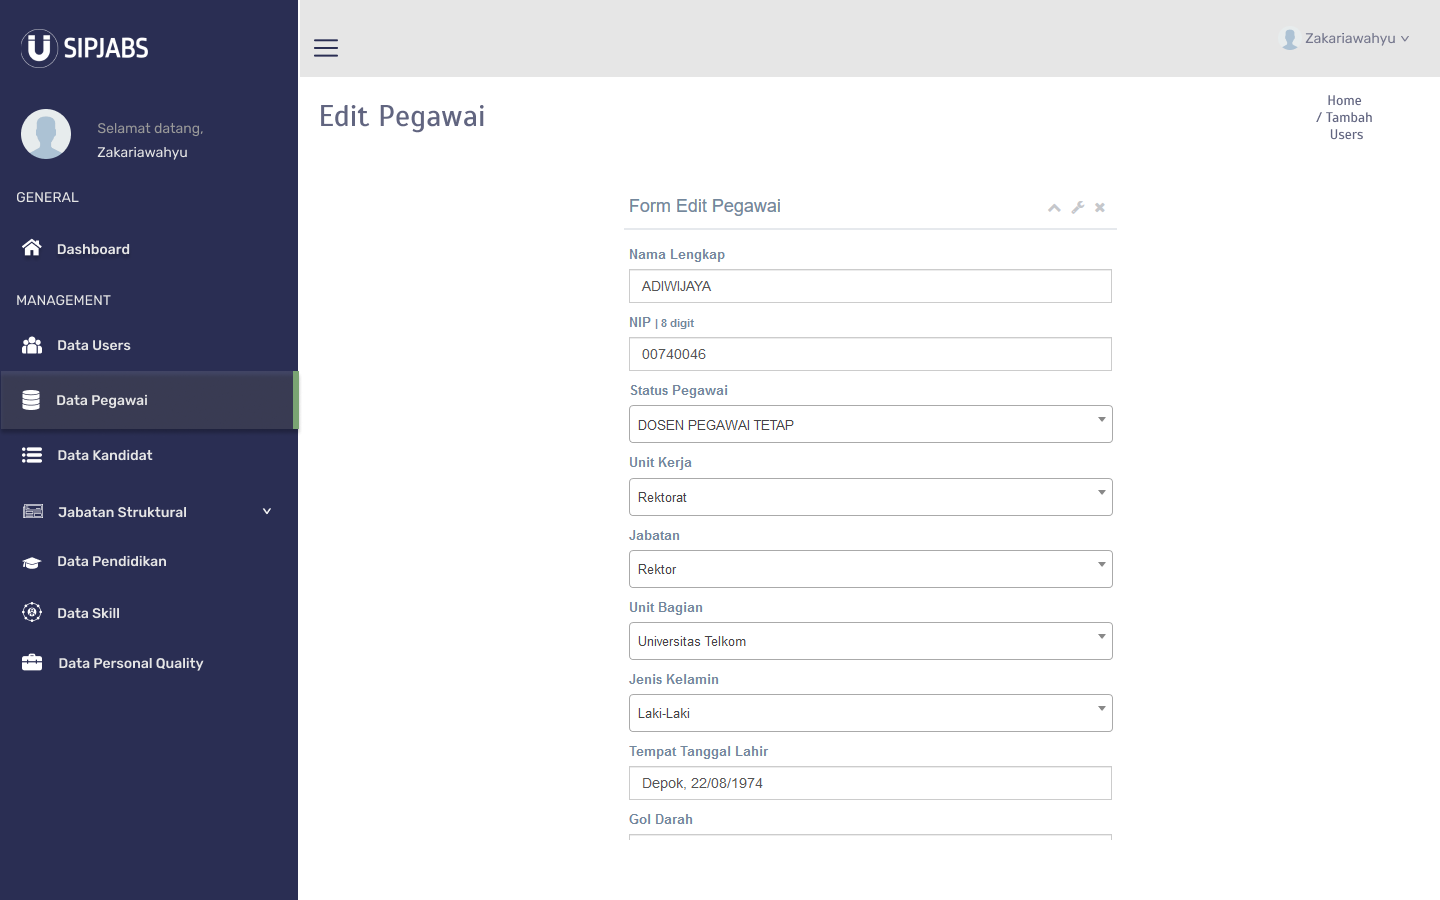 SIPJABS
Zakariawahyu
Selamat datang,
Zakariawahyu
GENERAL
Dashboard
MANAGEMENT
Data Users
Data Pegawai
Data Kandidat
Jabatan Struktural
Data Pendidikan
Data Skill
Data Personal Quality
Edit Pegawai
Home
/ Tambah
Users
Form Edit Pegawai
Nama Lengkap
ADIWIJAYA
NIP | 8 digit
00740046
Status Pegawai
DOSEN PEGAWAI TETAP
Unit Kerja
Rektorat
Jabatan
Rektor
Unit Bagian
Universitas Telkom
Jenis Kelamin
Laki-Laki
Tempat Tanggal Lahir
Depok, 22/08/1974
Gol Darah